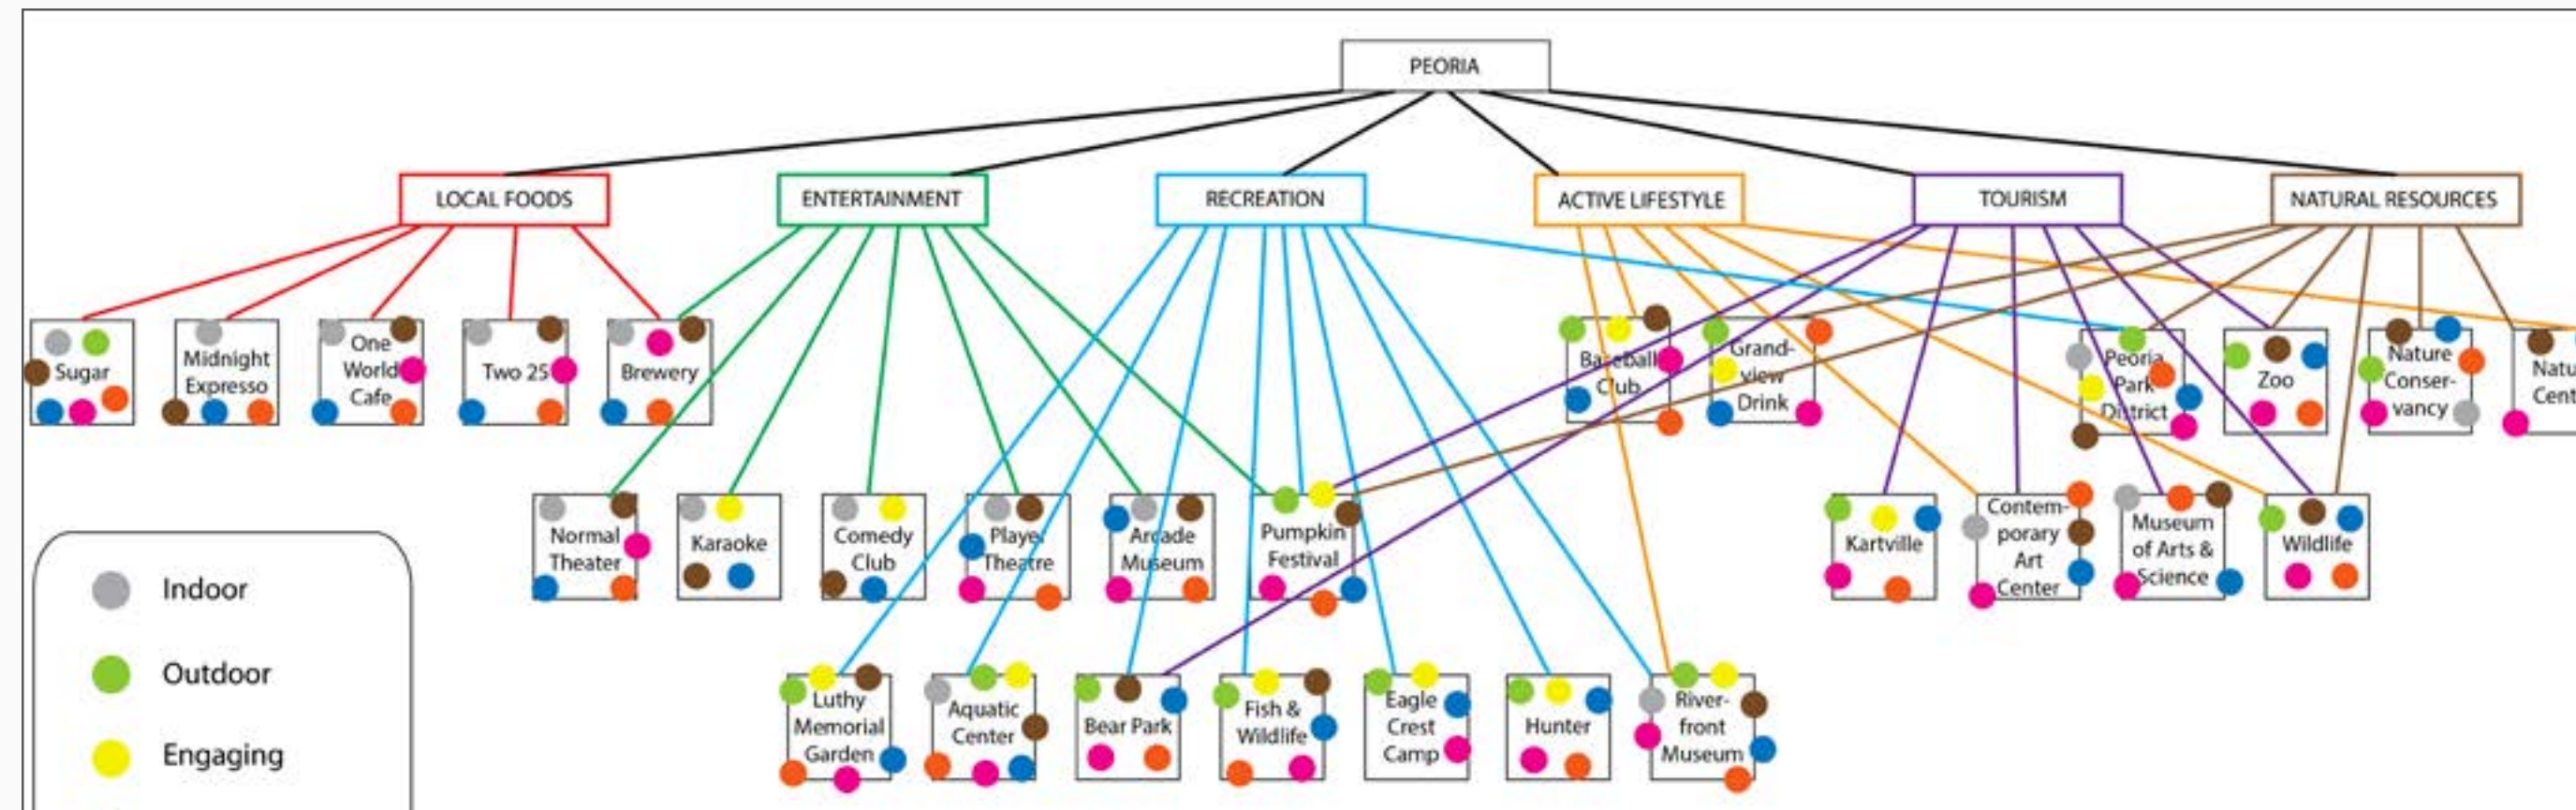 PEORIA
LOCAL FOODS
ENTERTAINMENT
RECREATION
ACTIVE LIFESTYLE
TOURISM
NATURAL RESOURCES
Sugar
Midnight
Expresso
One
World
Cafe
Two 25
Brewery
Baseball
Club
Grand-
view
Drink
Peoria
Park
District
Zoo
Nature
Conser-
vancy
Natu
Cent
Normal
Theater
Karaoke
Comedy
Club
Player
Theatre
Arcade
Museum
Pumpkin
Festival
Kartville
Contem-
porary
Art
Center
Museum
of Arts &
Science
Wildlife
Luthy
Memorial
Garden
Aquatic
Center
Bear Park
Fish &
Wildlife
Eagle
Crest
Camp
Hunter
River-
front
Museum
Indoor
Outdoor
Engaging